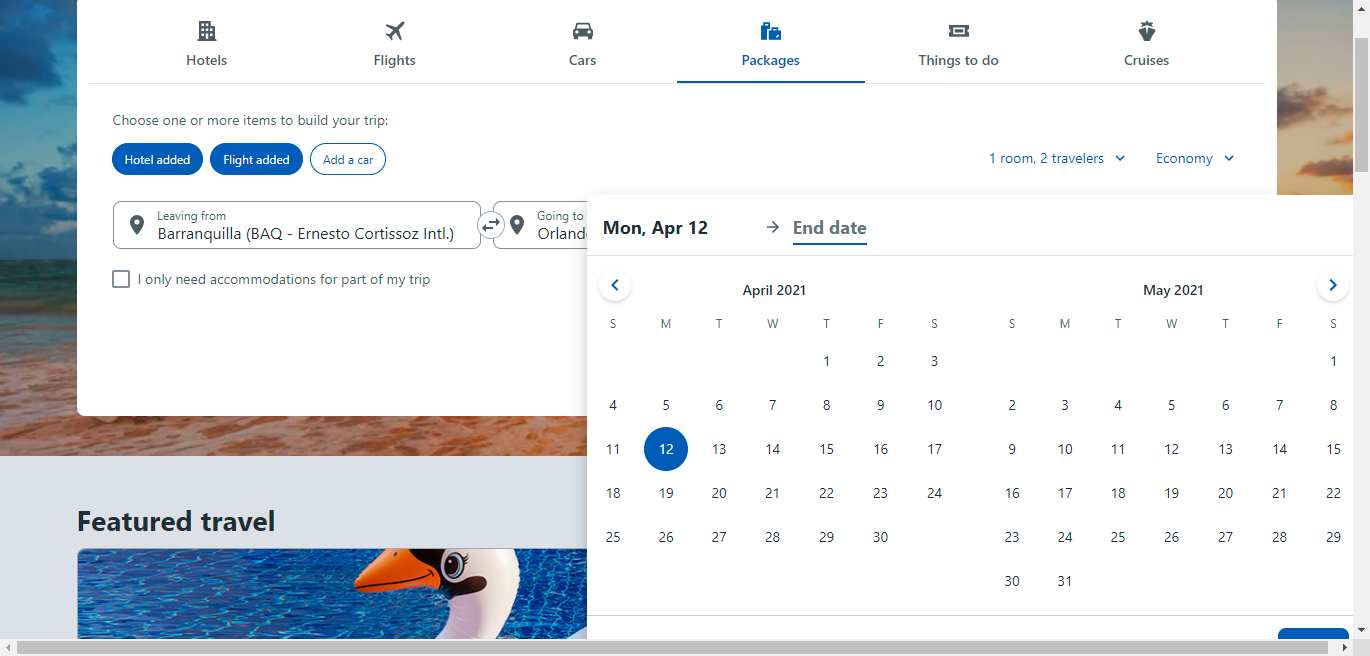 Hotels Flights Cars Packages Things to do Cruises
Choose one or more items to build your trip:
Hotel added Flight added Add a car 1 room, 2 travelers Economy
Leaving from
Barranquilla (BAQ - Ernesto Cortissoz Intl.)
Going to
Orland
I only need accommodations for part of my trip
Mon, Apr 12 End date
April 2021
S M T W T F S
1 2 3
4 5 6 7 8 9 10
11 12 13 14 15 16 17
18 19 20 21 22 23 24
25 26 27 28 29 30
May 2021
S M T W T F S
1
2 3 4 5 6 7 8
9 10 11 12 13 14 15
16 17 18 19 20 21 22
23 24 25 26 27 28 29
30 31
Featured travel